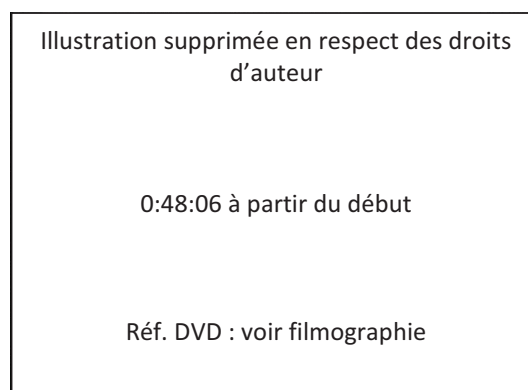 Illustration supprimée en respect des droits
d’auteur
0:48:06 à partir du début
Réf. DVD : voir filmographie